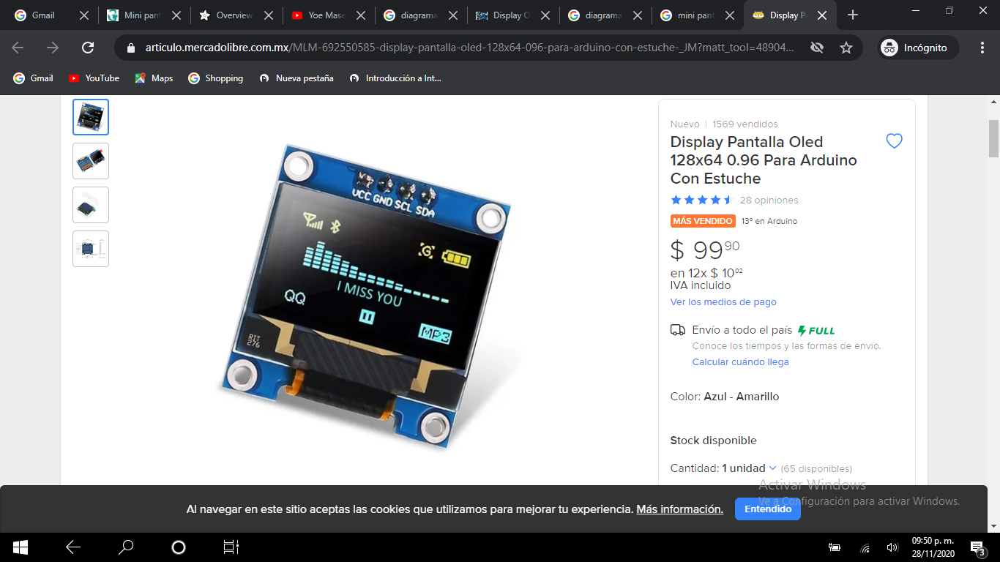 Gmail
Mini pant
Overview
Yoe Mase
diagrama
Display O
diagrama
mini pant
Display P
articulo.mercadolibre.com.mx/MLM-692550585-display-pantalla-oled-128x64-096-para-arduino-con-estuche-_JM?matt_tool=48904...
Incógnito
Gmail
YouTube
Maps
Shopping
Nueva pestaña
Introducción a Int...
Nuevo | 1569 vendidos
Display Pantalla Oled
128x64 0.96 Para Arduino
Con Estuche
28 opiniones
MÁS VENDIDO 13º en Arduino
$ 99 90
en 12x $ 10 02
IVA incluido
Ver los medios de pago
Envío a todo el país FULL
Conoce los tiempos y las formas de envío.
Calcular cuándo llega
Color: Azul - Amarillo
Stock disponible
Cantidad: 1 unidad (65 disponibles)
VCC GND SCL SDA
I MISS YOU
QQ
MP3
RIT
276
Activar Windows
Ve a Configuración para activar Windows.
Al navegar en este sitio aceptas las cookies que utilizamos para mejorar tu experiencia. Más información.
Entendido
09:50 p. m.
28/11/2020
3